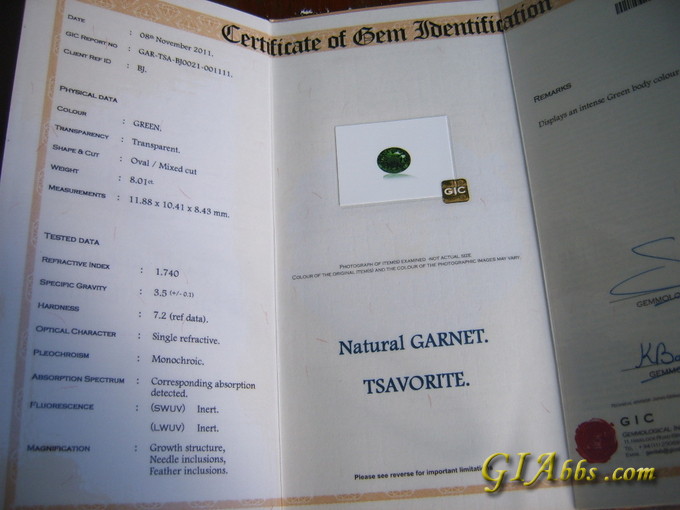 DATE : 08th November 2011.
GIC REPORT NO : GAR-TSA-BJ0021-001111.
CLIENT REF ID : BJ.
PHYSICAL DATA
COLOUR : GREEN.
TRANSPARENCY : Transparent.
SHAPE & CUT : Oval / Mixed cut
WEIGHT : 8.01ct.
MEASUREMENTS : 11.88 x 10.41 x 8.43 mm.
TESTED DATA
REFRACTIVE INDEX : 1.740
SPECIFIC GRAVITY : 3.5 (+/- 0.1)
HARDNESS : 7.2 (ref data).
OPTICAL CHARACTER : Single refractive.
PLEOCHROISM : Monochroic.
ABSORPTION SPECTRUM : Corresponding absorption
detected.
FLUORESCENCE : (SWUV) Inert.
: (LWUV) Inert.
MAGNIFICATION : Growth structure,
Needle inclusions,
Feather inclusions.
Certificate of Gem Identification
GIC
PHOTOGRAPH OF ITEM(S) EXAMINED. NOT ACTUAL SIZE.
COLOUR OF THE ORIGINAL ITEM(S) AND THE COLOUR OF THE PHOTOGRAPHIC IMAGES MAY VARY.
Natural GARNET.
TSAVORITE.
Please see reverse for important
REMARKS
Displays an intense Green body colour
GIC
GIAbbs.com